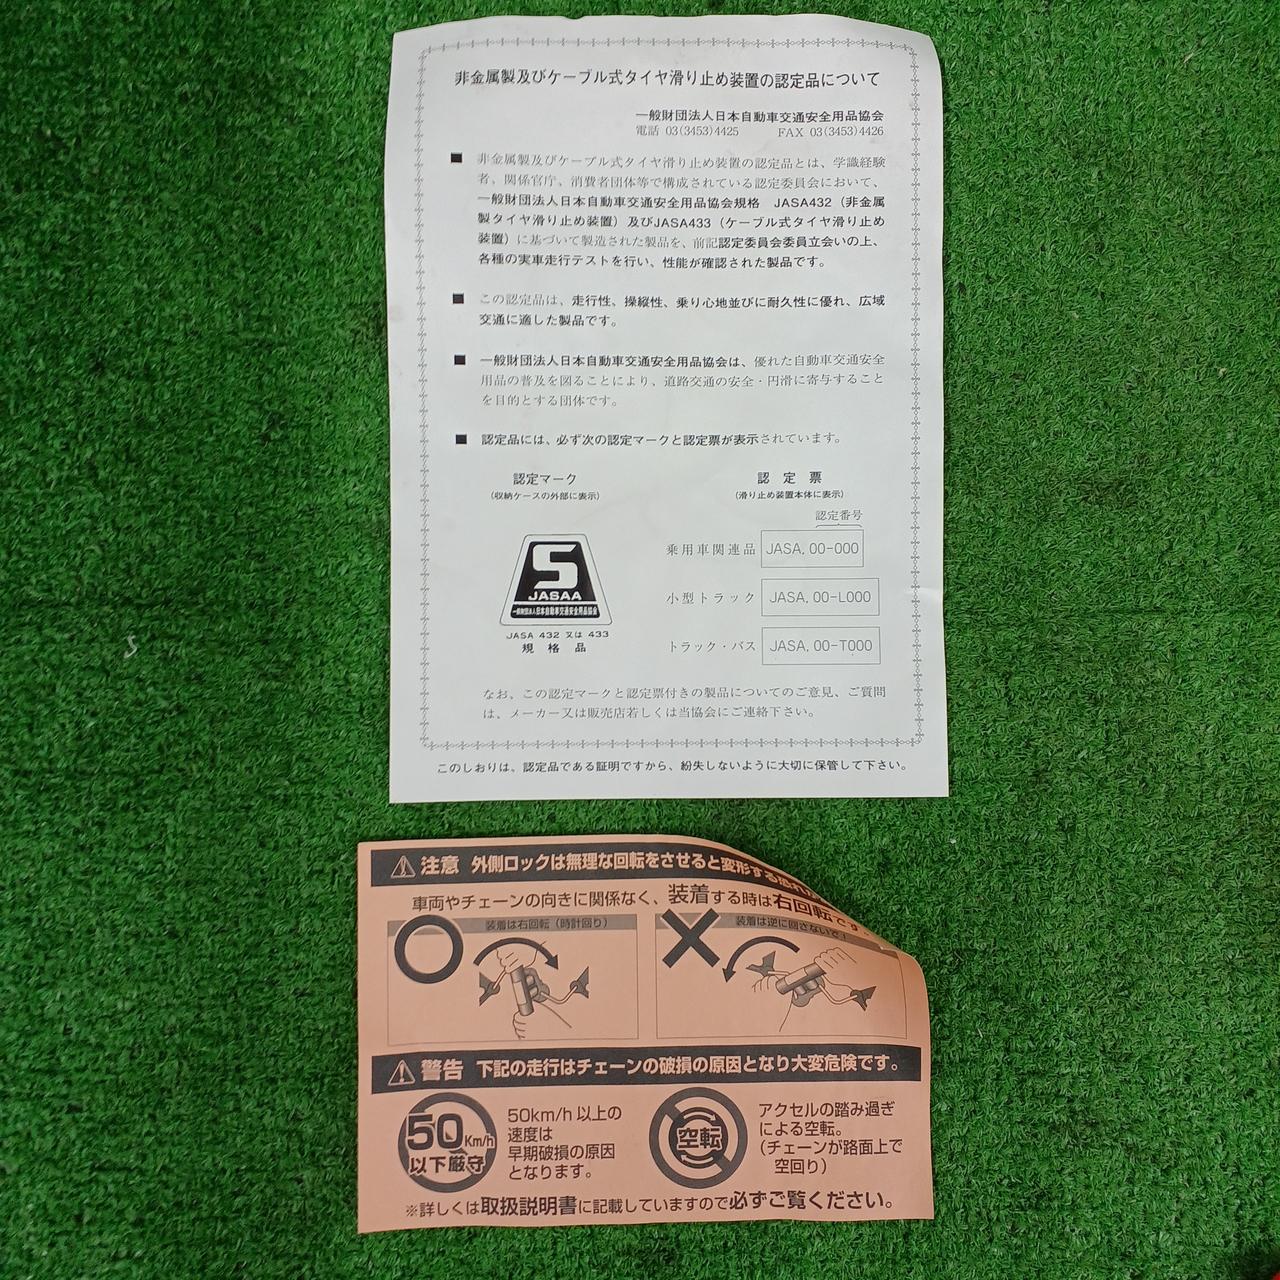 非金属製及びケーブル式タイヤ滑り止め装置の認定品について
一般財団法人日本自動車交通安全用品協会
電話 03(3453)4425 FAX 03(3453)4426
■ 非金属製及びケーブル式タイヤ滑り止め装置の認定品とは、学識経験
者、関係官庁、消費者団体等で構成されている認定委員会において、
一般財団法人日本自動車交通安全用品協会規格 JASA432（非金属
製タイヤ滑り止め装置）及びJASA433（ケーブル式タイヤ滑り止め
装置）に基づいて製造された製品を、前記認定委員会委員立会いの上、
各種の実車走行テストを行い、性能が確認された製品です。
■ この認定品は、走行性、操縦性、乗り心地並びに耐久性に優れ、広域
交通に適した製品です。
■ 一般財団法人日本自動車交通安全用品協会は、優れた自動車交通安全
用品の普及を図ることにより、道路交通の安全・円滑に寄与すること
を目的とする団体です。
■ 認定品には、必ず次の認定マークと認定票が表示されています。
認定マーク
(収納ケースの外部に表示)
S
JASAA
一般財団法人日本自動車交通安全用品協会
JASA 432 又は 433
規格品
認定票
(滑り止め装置本体に表示)
認定番号
乗用車関連品 JASA.00-000
小型トラック JASA.00-L000
トラック・バス JASA.00-T000
なお、この認定マークと認定票付きの製品についてのご意見、ご質問
は、メーカー又は販売店若しくは当協会にご連絡下さい。
このしおりは、認定品である証明ですから、紛失しないように大切に保管して下さい。
注意 外側ロックは無理な回転をさせると変形する恐れ
車両やチェーンの向きに関係なく、装着する時は右回転です。
装着は右回転（時計回り）
装着は逆に回さないで！
警告 下記の走行はチェーンの破損の原因となり大変危険です。
50Km/h
以下厳守
50km/h以上の
速度は
早期破損の原因
となります。
空転
アクセルの踏み過ぎ
による空転。
(チェーンが路面上で
空回り)
※詳しくは取扱説明書に記載していますので必ずご覧ください。